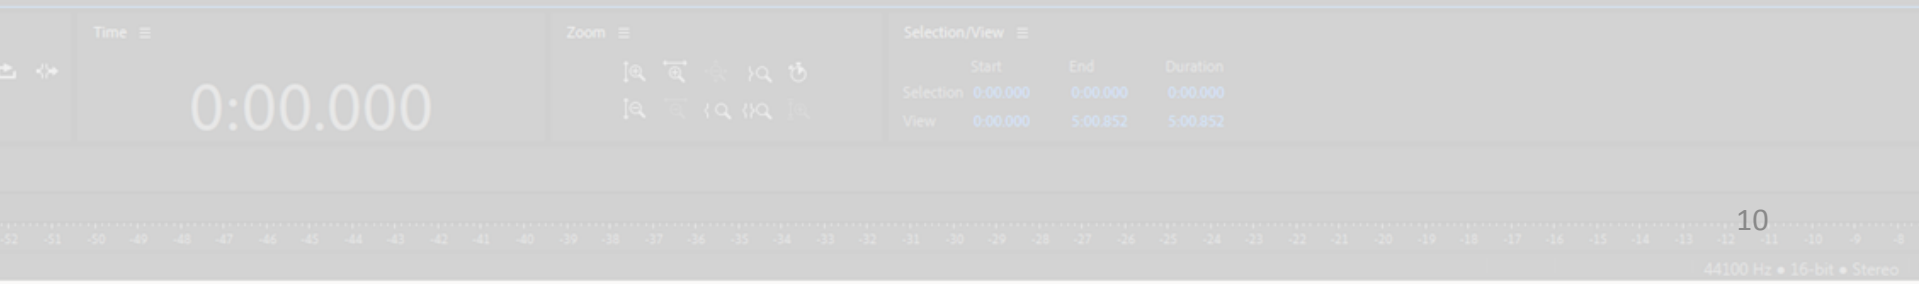 Time
Zoom
Selection/View
0:00.000
Start End Duration
Selection 0:00.000 0:00.000 0:00.000
View 0:00.000 5:00.852 5:00.852
10
-52 -51 -50 -49 -48 -47 -46 -45 -44 -43 -42 -41 -40 -39 -38 -37 -36 -35 -34 -33 -32 -31 -30 -29 -28 -27 -26 -25 -24 -23 -22 -21 -20 -19 -18 -17 -16 -15 -14 -13 -12 -11 -10 -9 -8
44100 Hz ● 16-bit ● Stereo